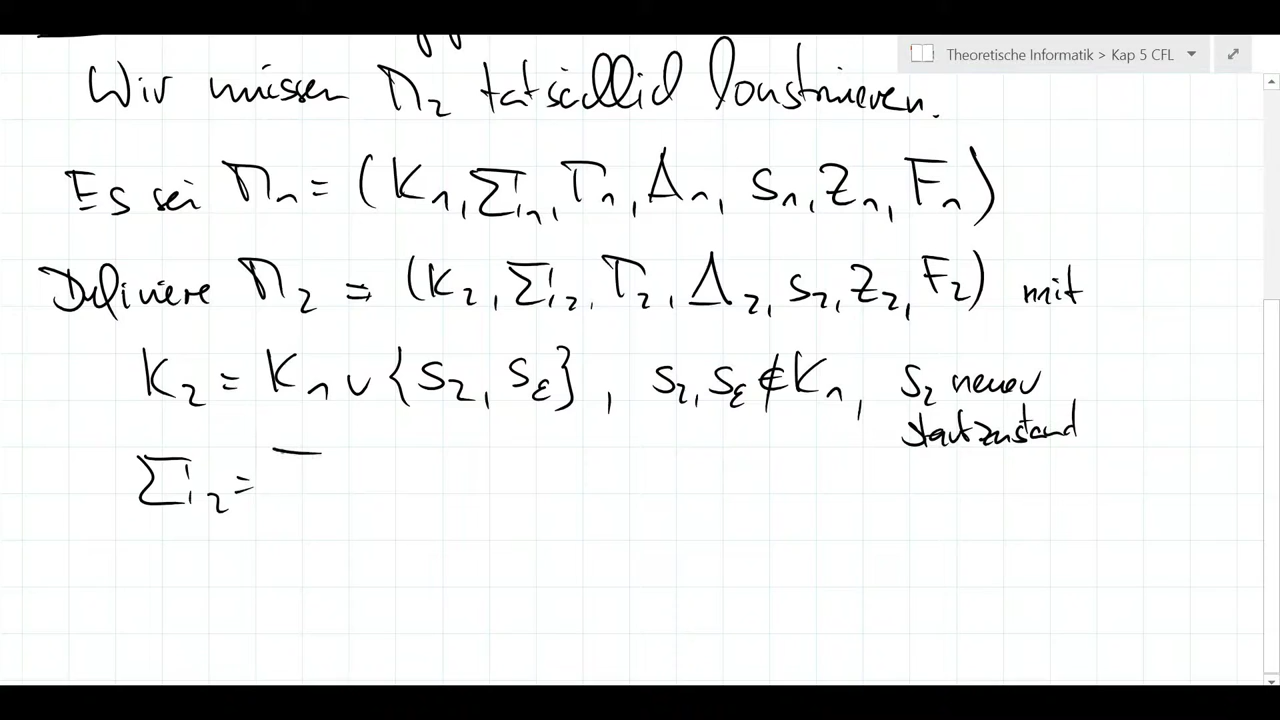 Theoretische Informatik > Kap 5 CFL
Wir müssen M₂ tatsächlich konstruieren.
Es sei M₁ = (K₁, Σ₁, Γ₁, Δ₁, s₁, Z₁, F₁)
Definiere M₂ = (K₂, Σ₂, Γ₂, Δ₂, s₂, Z₂, F₂) mit
K₂ = K₁ ∪ {s₂, s_ε}, s₂, s_ε ∉ K₁, s₂ neuer
Startzustand
Σ₂ =